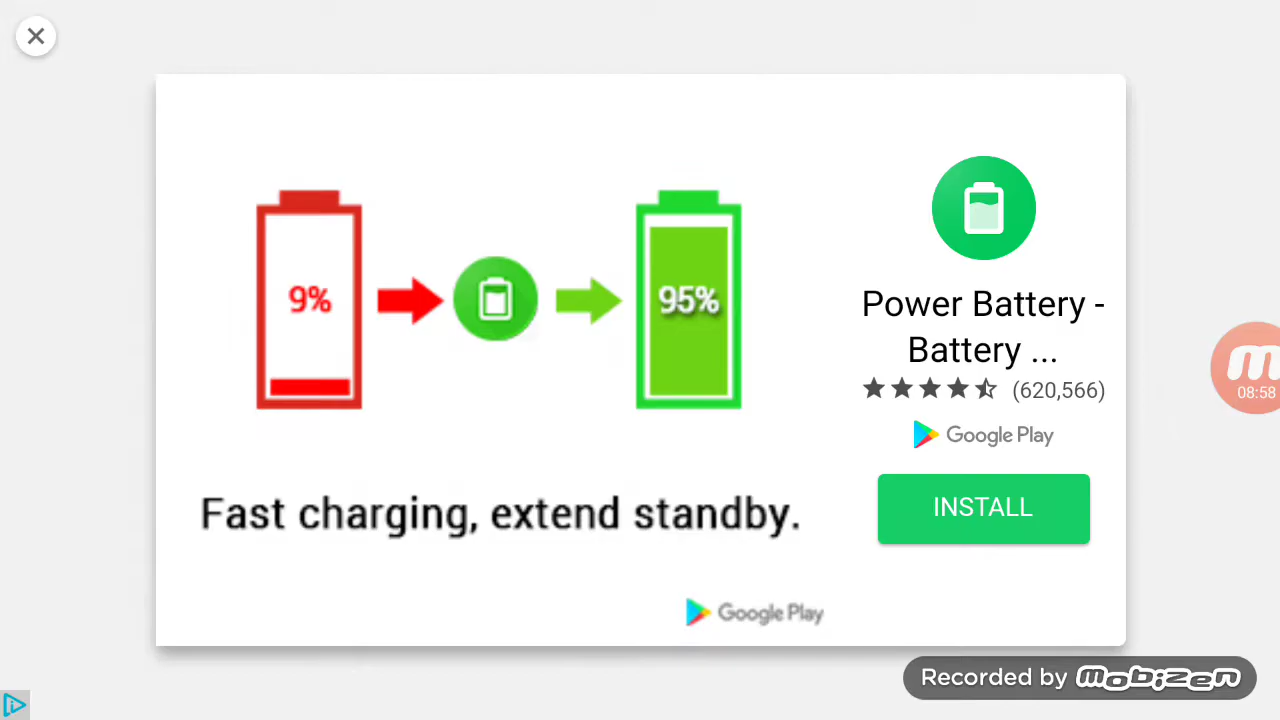 9%
95%
Fast charging, extend standby.
Google Play
Power Battery -
Battery ...
(620,566)
Google Play
INSTALL
08:58
Recorded by mobizen